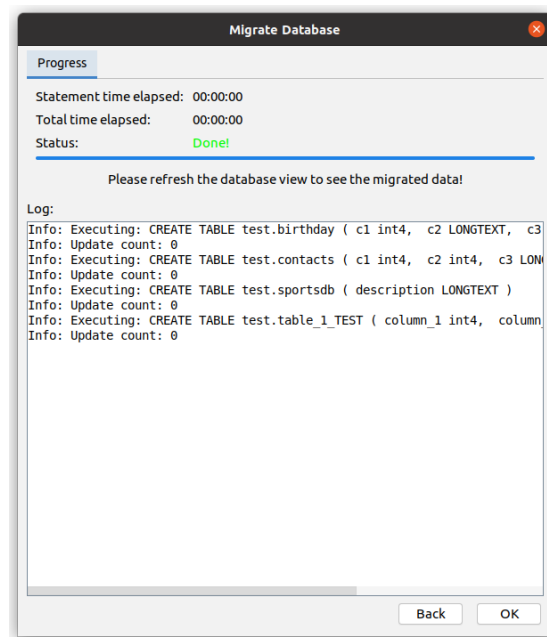 Migrate Database
Progress
Statement time elapsed: 00:00:00
Total time elapsed: 00:00:00
Status: Done!
Please refresh the database view to see the migrated data!
Log:
Info: Executing: CREATE TABLE test.birthday ( c1 int4, c2 LONGTEXT, c3
Info: Update count: 0
Info: Executing: CREATE TABLE test.contacts ( c1 int4, c2 int4, c3 LON
Info: Update count: 0
Info: Executing: CREATE TABLE test.sportsdb ( description LONGTEXT )
Info: Update count: 0
Info: Executing: CREATE TABLE test.table_1_TEST ( column_1 int4, column_
Info: Update count: 0
Back OK